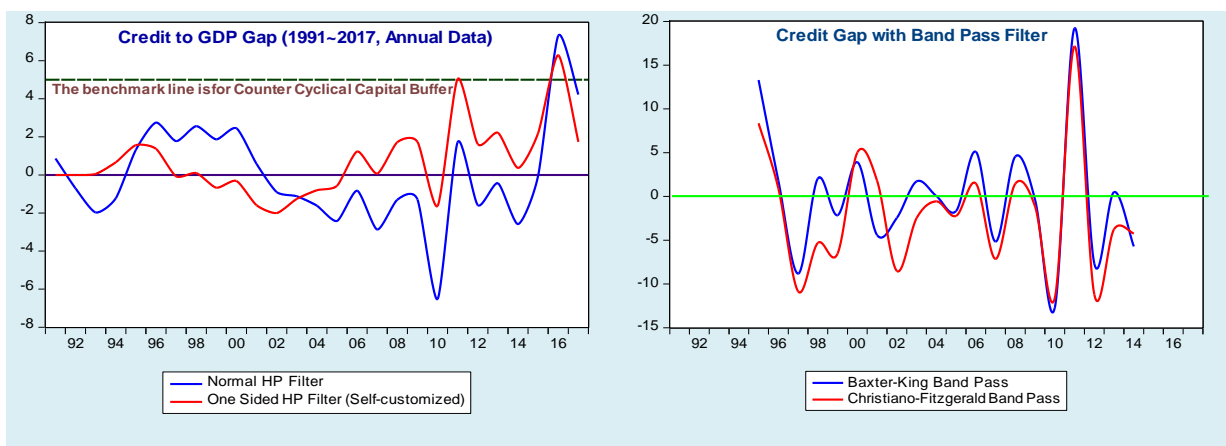 Credit to GDP Gap (1991~2017, Annual Data)
The benchmark line isfor Counter Cyclical Capital Buffer
8
6
4
2
0
-2
-4
-6
-8
92 94 96 98 00 02 04 06 08 10 12 14 16
Normal HP Filter
One Sided HP Filter (Self-customized)
Credit Gap with Band Pass Filter
20
15
10
5
0
-5
-10
-15
92 94 96 98 00 02 04 06 08 10 12 14 16
Baxter-King Band Pass
Christiano-Fitzgerald Band Pass